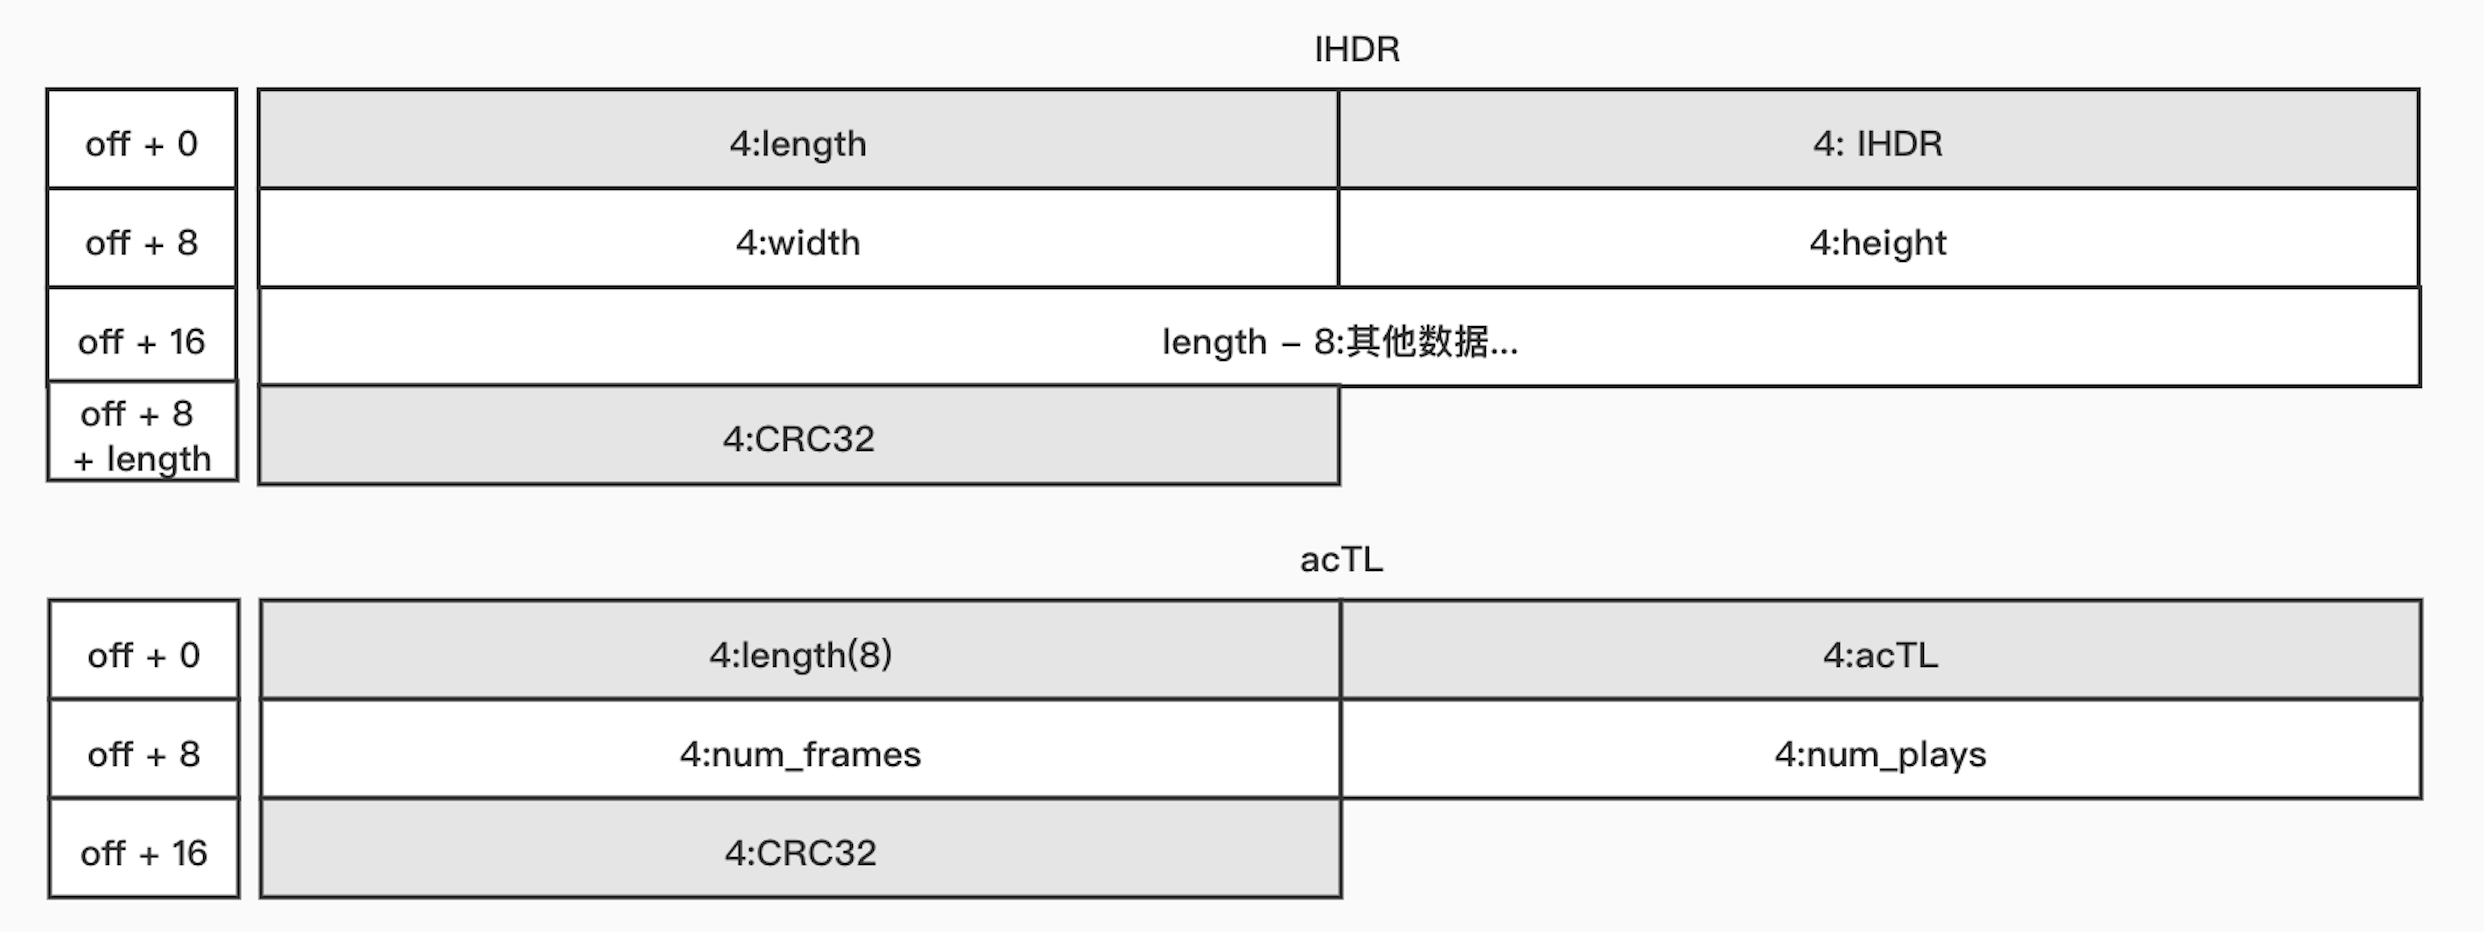 IHDR
off + 0
4:length
4: IHDR
off + 8
4:width
4:height
off + 16
length – 8:其他数据...
off + 8
+ length
4:CRC32
acTL
off + 0
4:length(8)
4:acTL
off + 8
4:num_frames
4:num_plays
off + 16
4:CRC32